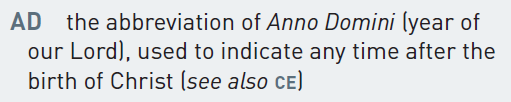 AD the abbreviation of Anno Domini (year of
our Lord), used to indicate any time after the
birth of Christ (see also CE)